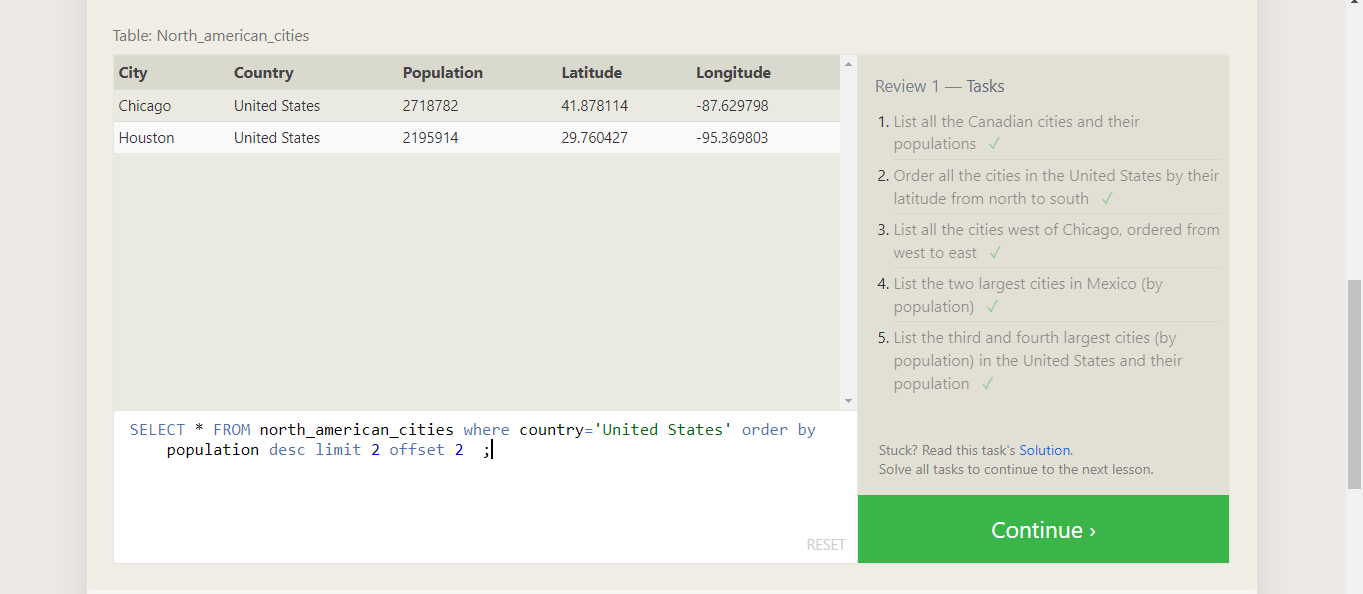 Table: North_american_cities
City Country Population Latitude Longitude
Chicago United States 2718782 41.878114 -87.629798
Houston United States 2195914 29.760427 -95.369803
SELECT * FROM north_american_cities where country='United States' order by
population desc limit 2 offset 2  ;
RESET
Review 1 — Tasks
1. List all the Canadian cities and their
populations ✓
2. Order all the cities in the United States by their
latitude from north to south ✓
3. List all the cities west of Chicago, ordered from
west to east ✓
4. List the two largest cities in Mexico (by
population) ✓
5. List the third and fourth largest cities (by
population) in the United States and their
population ✓
Stuck? Read this task's Solution.
Solve all tasks to continue to the next lesson.
Continue ›